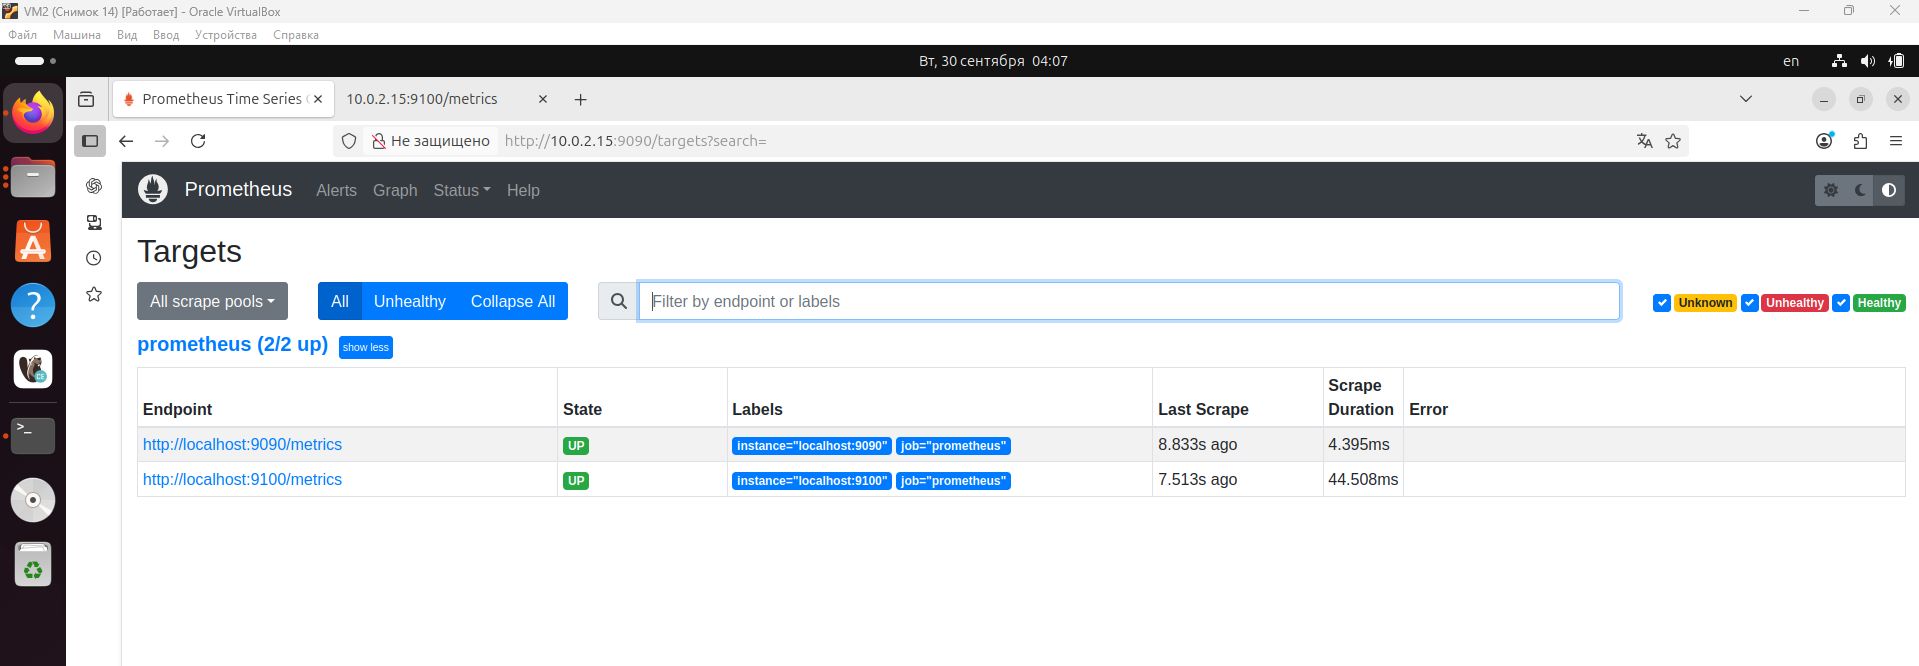 VM2 (Снимок 14) [Работает] - Oracle VirtualBox
Файл Машина Вид Ввод Устройства Справка
Вт, 30 сентября 04:07
en
Prometheus Time Series
10.0.2.15:9100/metrics
Не защищено
http://10.0.2.15:9090/targets?search=
Prometheus Alerts Graph Status Help
Targets
All scrape pools
All Unhealthy Collapse All
Filter by endpoint or labels
Unknown Unhealthy Healthy
prometheus (2/2 up) show less
Endpoint State Labels Last Scrape Scrape Duration Error
http://localhost:9090/metrics UP instance="localhost:9090" job="prometheus" 8.833s ago 4.395ms
http://localhost:9100/metrics UP instance="localhost:9100" job="prometheus" 7.513s ago 44.508ms